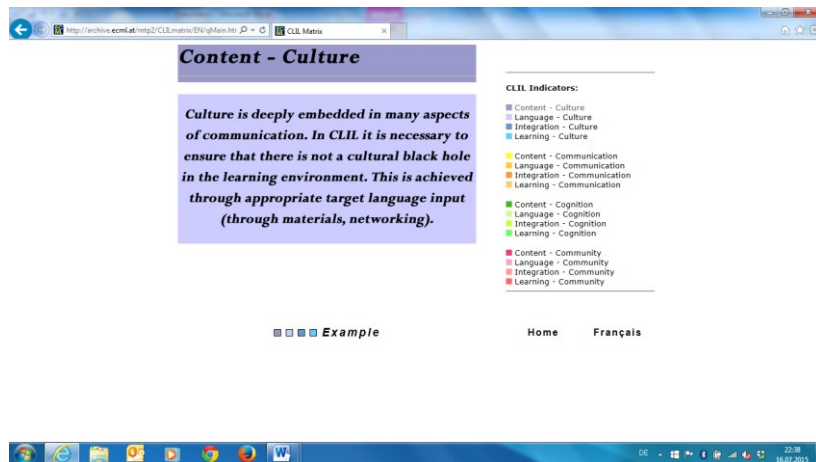 http://archive.ecml.at/mtp2/CLILmatrix/EN/qMain.htm
CLIL Matrix
Content - Culture
Culture is deeply embedded in many aspects
of communication. In CLIL it is necessary to
ensure that there is not a cultural black hole
in the learning environment. This is achieved
through appropriate target language input
(through materials, networking).
CLIL Indicators:
Content - Culture
Language - Culture
Integration - Culture
Learning - Culture
Content - Communication
Language - Communication
Integration - Communication
Learning - Communication
Content - Cognition
Language - Cognition
Integration - Cognition
Learning - Cognition
Content - Community
Language - Community
Integration - Community
Learning - Community
Example
Home
Français
DE
22:38
16.07.2015